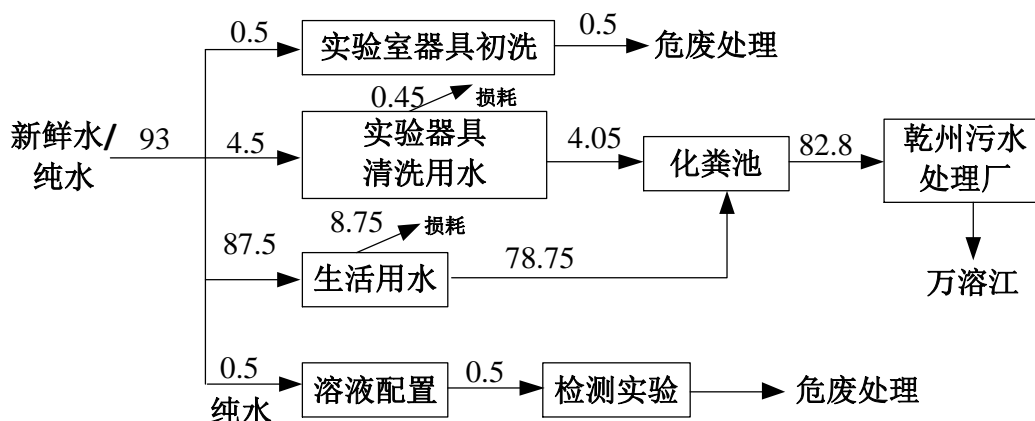 0.5
实验室器具初洗
0.5
危废处理
0.45
损耗
新鲜水/
纯水
93
4.5
实验器具
清洗用水
4.05
化粪池
82.8
乾州污水
处理厂
8.75
损耗
87.5
生活用水
78.75
万溶江
0.5
纯水
溶液配置
0.5
检测实验
危废处理